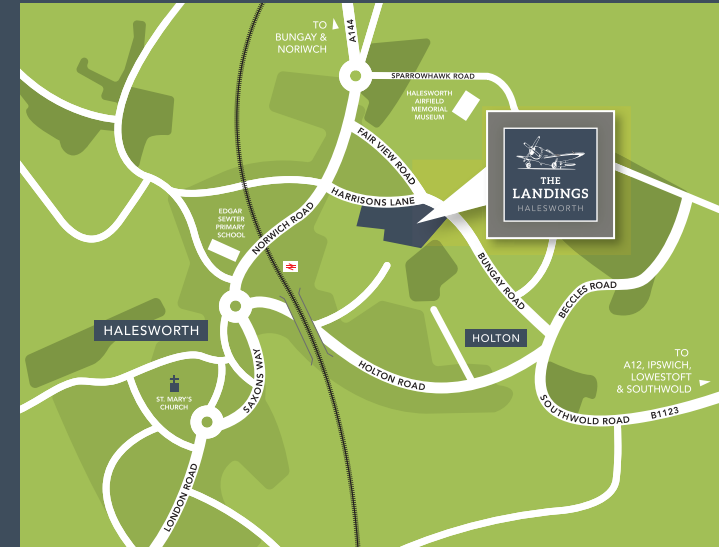 TO
BUNGAY &
NORIWCH
A144
SPARROWHAWK ROAD
HALESWORTH
AIRFIELD
MEMORIAL
MUSEUM
FAIR VIEW ROAD
HARRISONS LANE
THE
LANDINGS
HALESWORTH
EDGAR
SEWTER
PRIMARY
SCHOOL
NORWICH ROAD
BUNGAY ROAD
BECCLES ROAD
HALESWORTH
HOLTON
TO
A12, IPSWICH,
LOWESTOFT
& SOUTHWOLD
HOLTON ROAD
SAXONS WAY
ST. MARY'S
CHURCH
SOUTHWOLD ROAD
B1123
LONDON ROAD